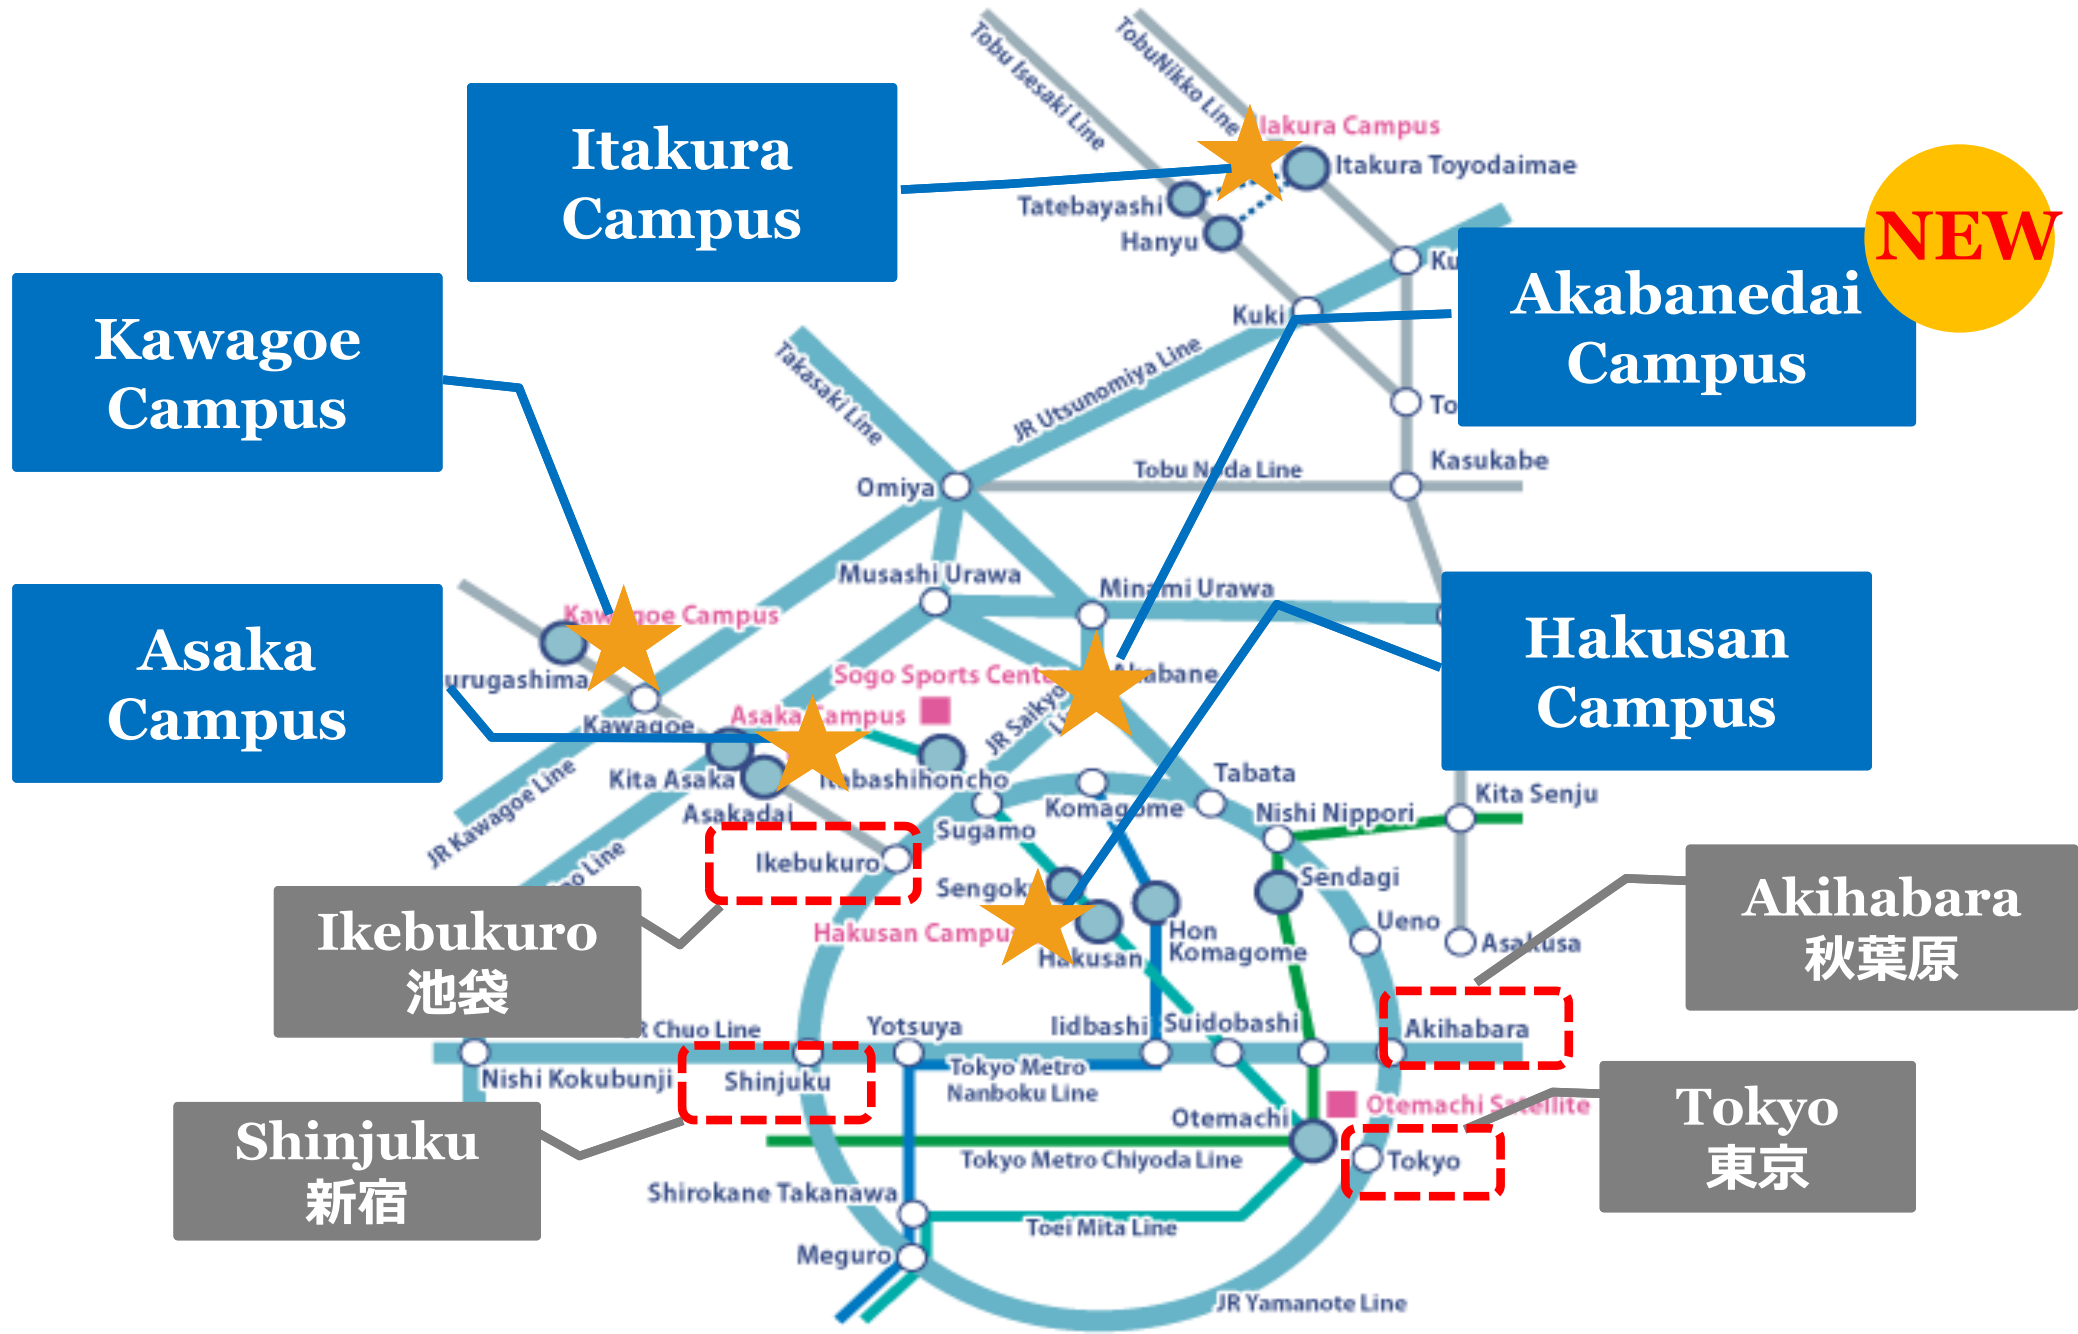 Tobu Isesaki Line
TobuNikko Line
Itakura
Campus
Itakura Toyodaimae
Tatebayashi
Hanyu
NEW
Akabanedai
Campus
Kuki
Kawagoe
Campus
Takasaki Line
JR Utsunomiya Line
Kasukabe
Tobu Noda Line
Omiya
Musashi Urawa
Minami Urawa
Asaka
Campus
Kawagoe Campus
Hakusan
Campus
Sogo Sports Center
Akabane
Asaka Campus
Kawagoe
JR Saikyo
Kita Asaka
Itabashihoncho
Asakadai
JR Kawagoe Line
Tabata
Komagome
Nishi Nippori
Kita Senju
Sugamo
Ikebukuro
Sendagi
Ikebukuro
池袋
Hakusan Campus
Hakusan
Hon
Komagome
Ueno
Asakusa
Akihabara
秋葉原
JR Chuo Line
Yotsuya
Iidbashi
Suidobashi
Akihabara
Nishi Kokubunji
Shinjuku
Tokyo Metro
Nanboku Line
Shinjuku
新宿
Otemachi
Otemachi Satellite
Tokyo
東京
Tokyo Metro Chiyoda Line
Tokyo
Shirokane Takanawa
Toei Mita Line
Meguro
JR Yamanote Line